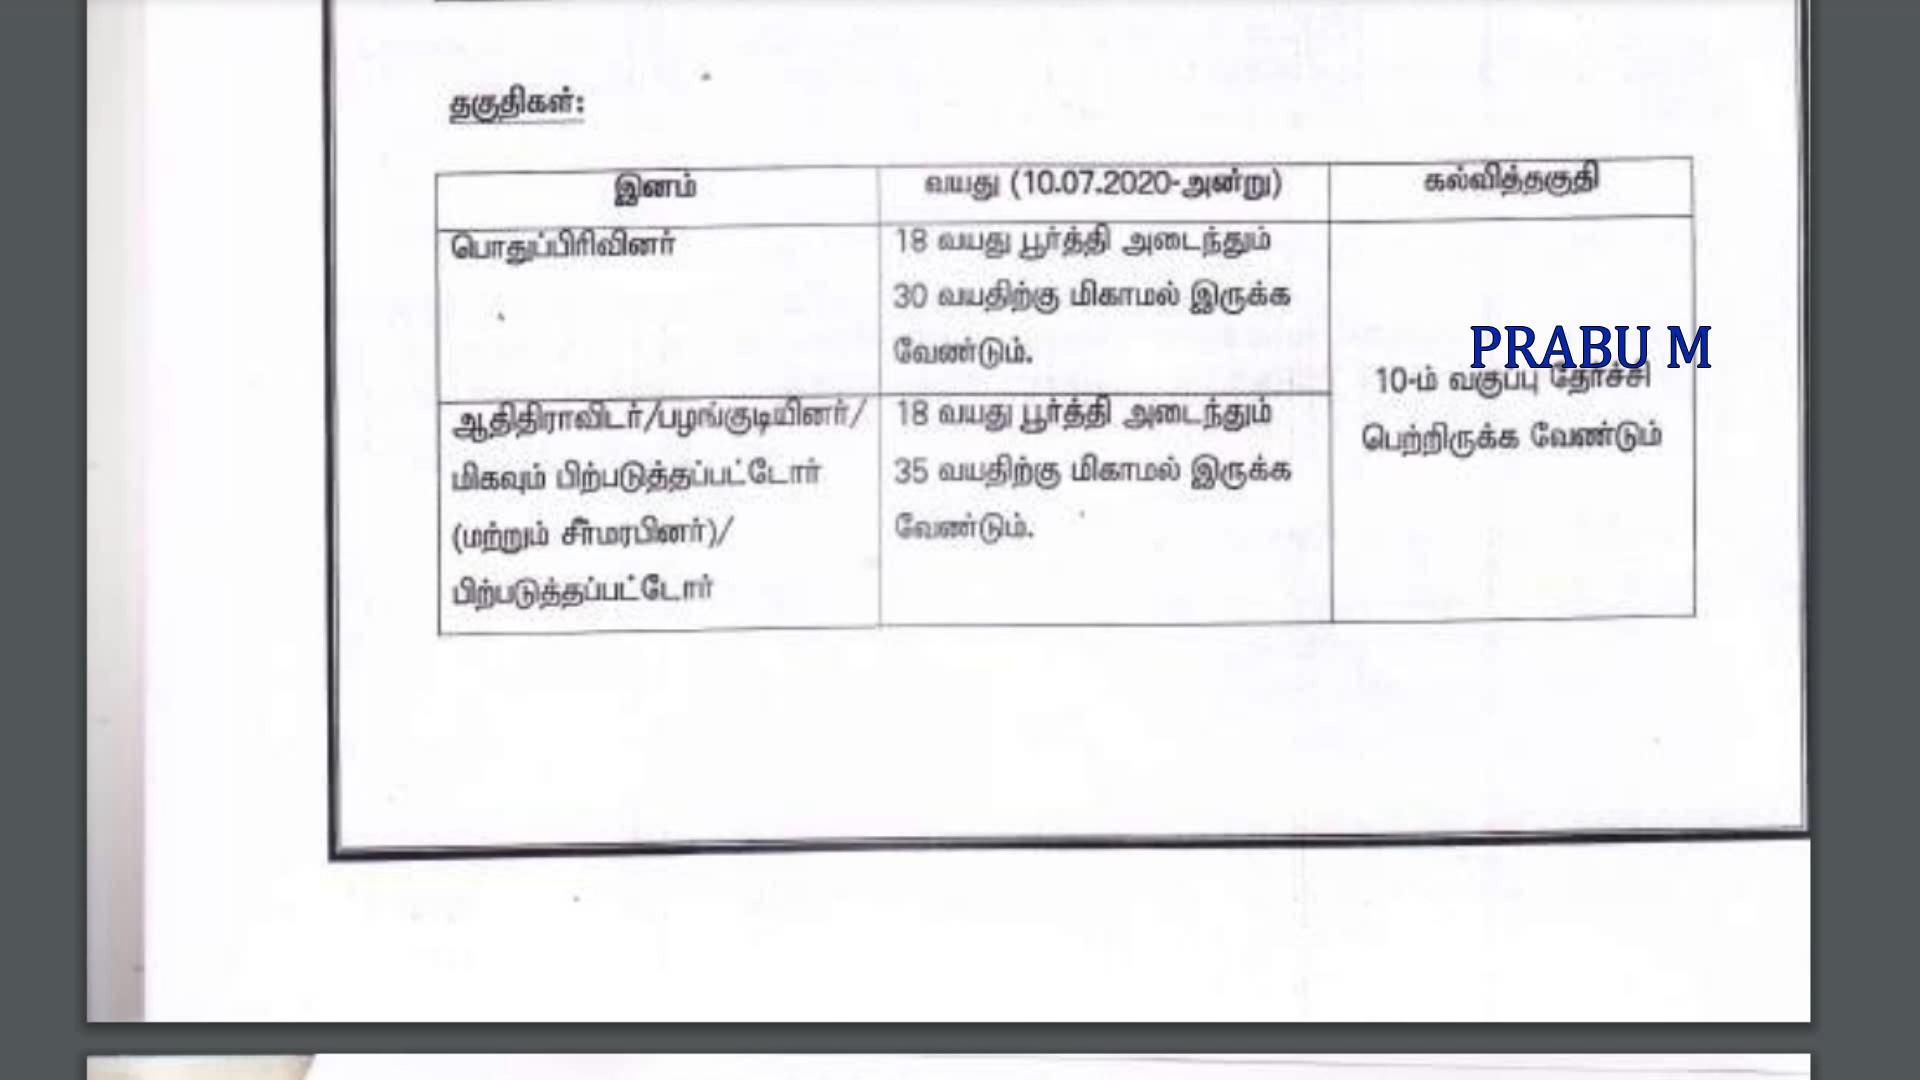 தகுதிகள்:
இனம்
வயது (10.07.2020-அன்று)
கல்வித்தகுதி
பொதுப்பிரிவினர்
18 வயது பூர்த்தி அடைந்தும்
30 வயதிற்கு மிகாமல் இருக்க
வேண்டும்.
ஆதிதிராவிடர்/பழங்குடியினர்/
மிகவும் பிற்படுத்தப்பட்டோர்
(மற்றும் சீர்மரபினர்)/
பிற்படுத்தப்பட்டோர்
18 வயது பூர்த்தி அடைந்தும்
35 வயதிற்கு மிகாமல் இருக்க
வேண்டும்.
PRABU M
10-ம் வகுப்பு தேர்ச்சி
பெற்றிருக்க வேண்டும்